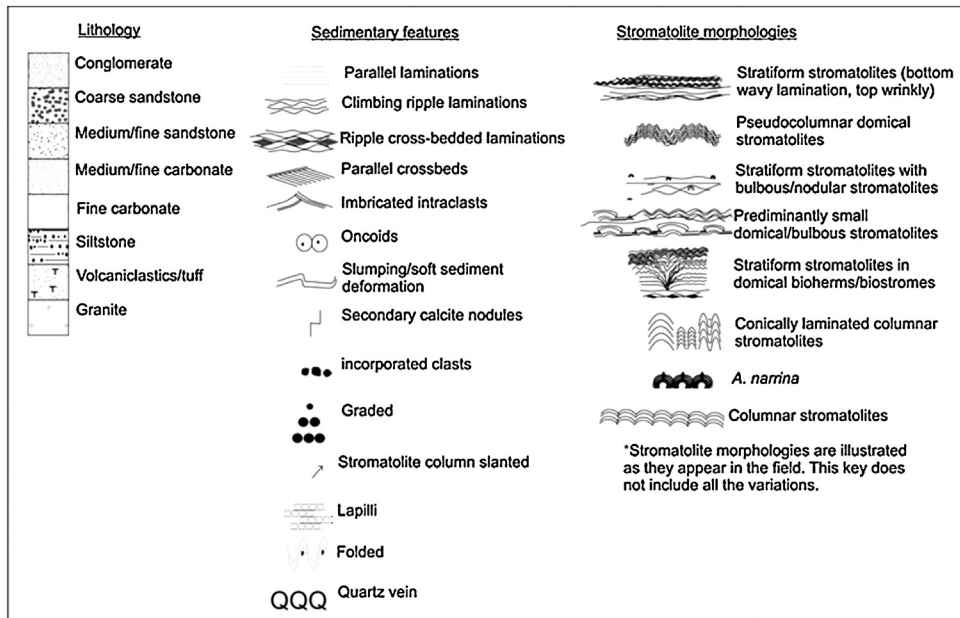 Lithology
Conglomerate
Coarse sandstone
Medium/fine sandstone
Medium/fine carbonate
Fine carbonate
Siltstone
Volcaniclastics/tuff
T
T
T
Granite
Sedimentary features
Parallel laminations
Climbing ripple laminations
Ripple cross-bedded laminations
Parallel crossbeds
Imbricated intraclasts
Oncoids
Slumping/soft sediment
deformation
Secondary calcite nodules
incorporated clasts
Graded
Stromatolite column slanted
Lapilli
Folded
QQQ Quartz vein
Stromatolite morphologies
Stratiform stromatolites (bottom
wavy lamination, top wrinkly)
Pseudocolumnar domical
stromatolites
Stratiform stromatolites with
bulbous/nodular stromatolites
Prediminantly small
domical/bulbous stromatolites
Stratiform stromatolites in
domical bioherms/biostromes
Conically laminated columnar
stromatolites
A. narrina
Columnar stromatolites
*Stromatolite morphologies are illustrated
as they appear in the field. This key does
not include all the variations.